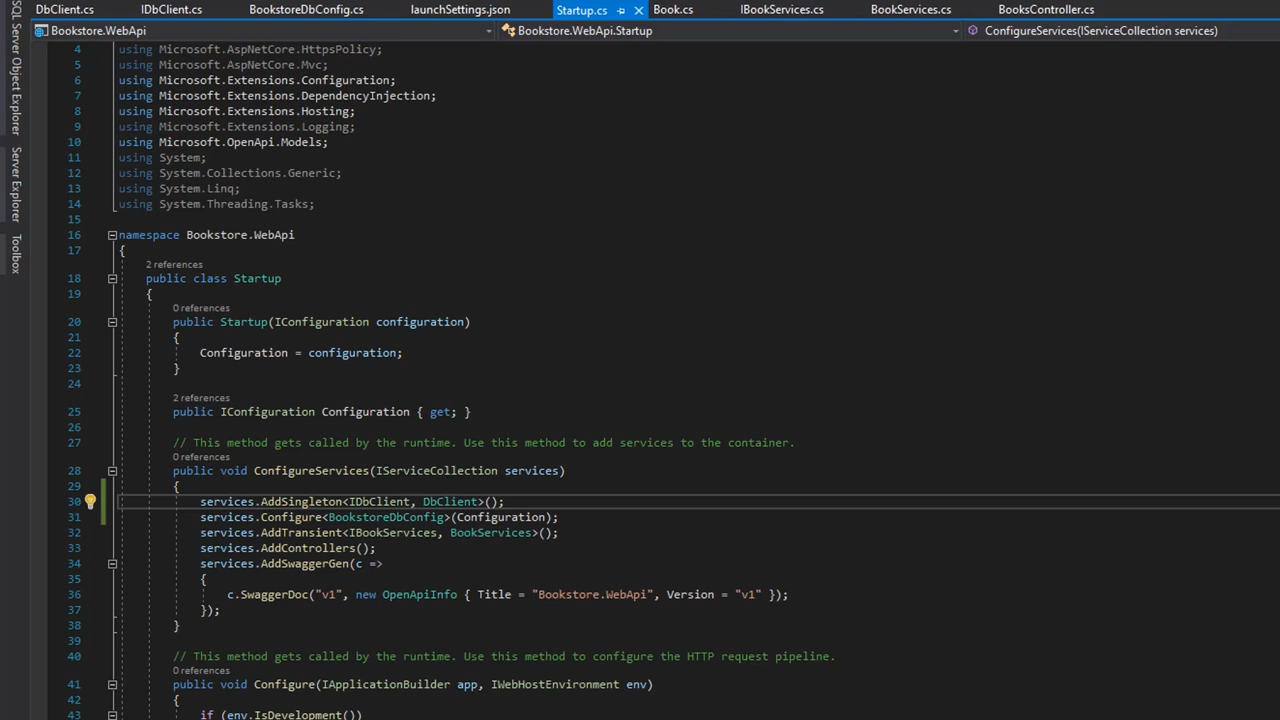 DbClient.cs IDbClient.cs BookstoreDbConfig.cs launchSettings.json Startup.cs Book.cs IBookServices.cs BookServices.cs BooksController.cs
Bookstore.WebApi Bookstore.WebApi.Startup ConfigureServices(IServiceCollection services)
SQL Server Object Explorer
Server Explorer
Toolbox
4 using Microsoft.AspNetCore.HttpsPolicy;
5 using Microsoft.AspNetCore.Mvc;
6 using Microsoft.Extensions.Configuration;
7 using Microsoft.Extensions.DependencyInjection;
8 using Microsoft.Extensions.Hosting;
9 using Microsoft.Extensions.Logging;
10 using Microsoft.OpenApi.Models;
11 using System;
12 using System.Collections.Generic;
13 using System.Linq;
14 using System.Threading.Tasks;
15
16 namespace Bookstore.WebApi
17 {
2 references
18 public class Startup
19 {
0 references
20 public Startup(IConfiguration configuration)
21 {
22 Configuration = configuration;
23 }
24
2 references
25 public IConfiguration Configuration { get; }
26
27 // This method gets called by the runtime. Use this method to add services to the container.
0 references
28 public void ConfigureServices(IServiceCollection services)
29 {
30 services.AddSingleton<IDbClient, DbClient>();
31 services.Configure<BookstoreDbConfig>(Configuration);
32 services.AddTransient<IBookServices, BookServices>();
33 services.AddControllers();
34 services.AddSwaggerGen(c =>
35 {
36 c.SwaggerDoc("v1", new OpenApiInfo { Title = "Bookstore.WebApi", Version = "v1" });
37 });
38 }
39
40 // This method gets called by the runtime. Use this method to configure the HTTP request pipeline.
0 references
41 public void Configure(IApplicationBuilder app, IWebHostEnvironment env)
42 {
43 if (env.IsDevelopment())